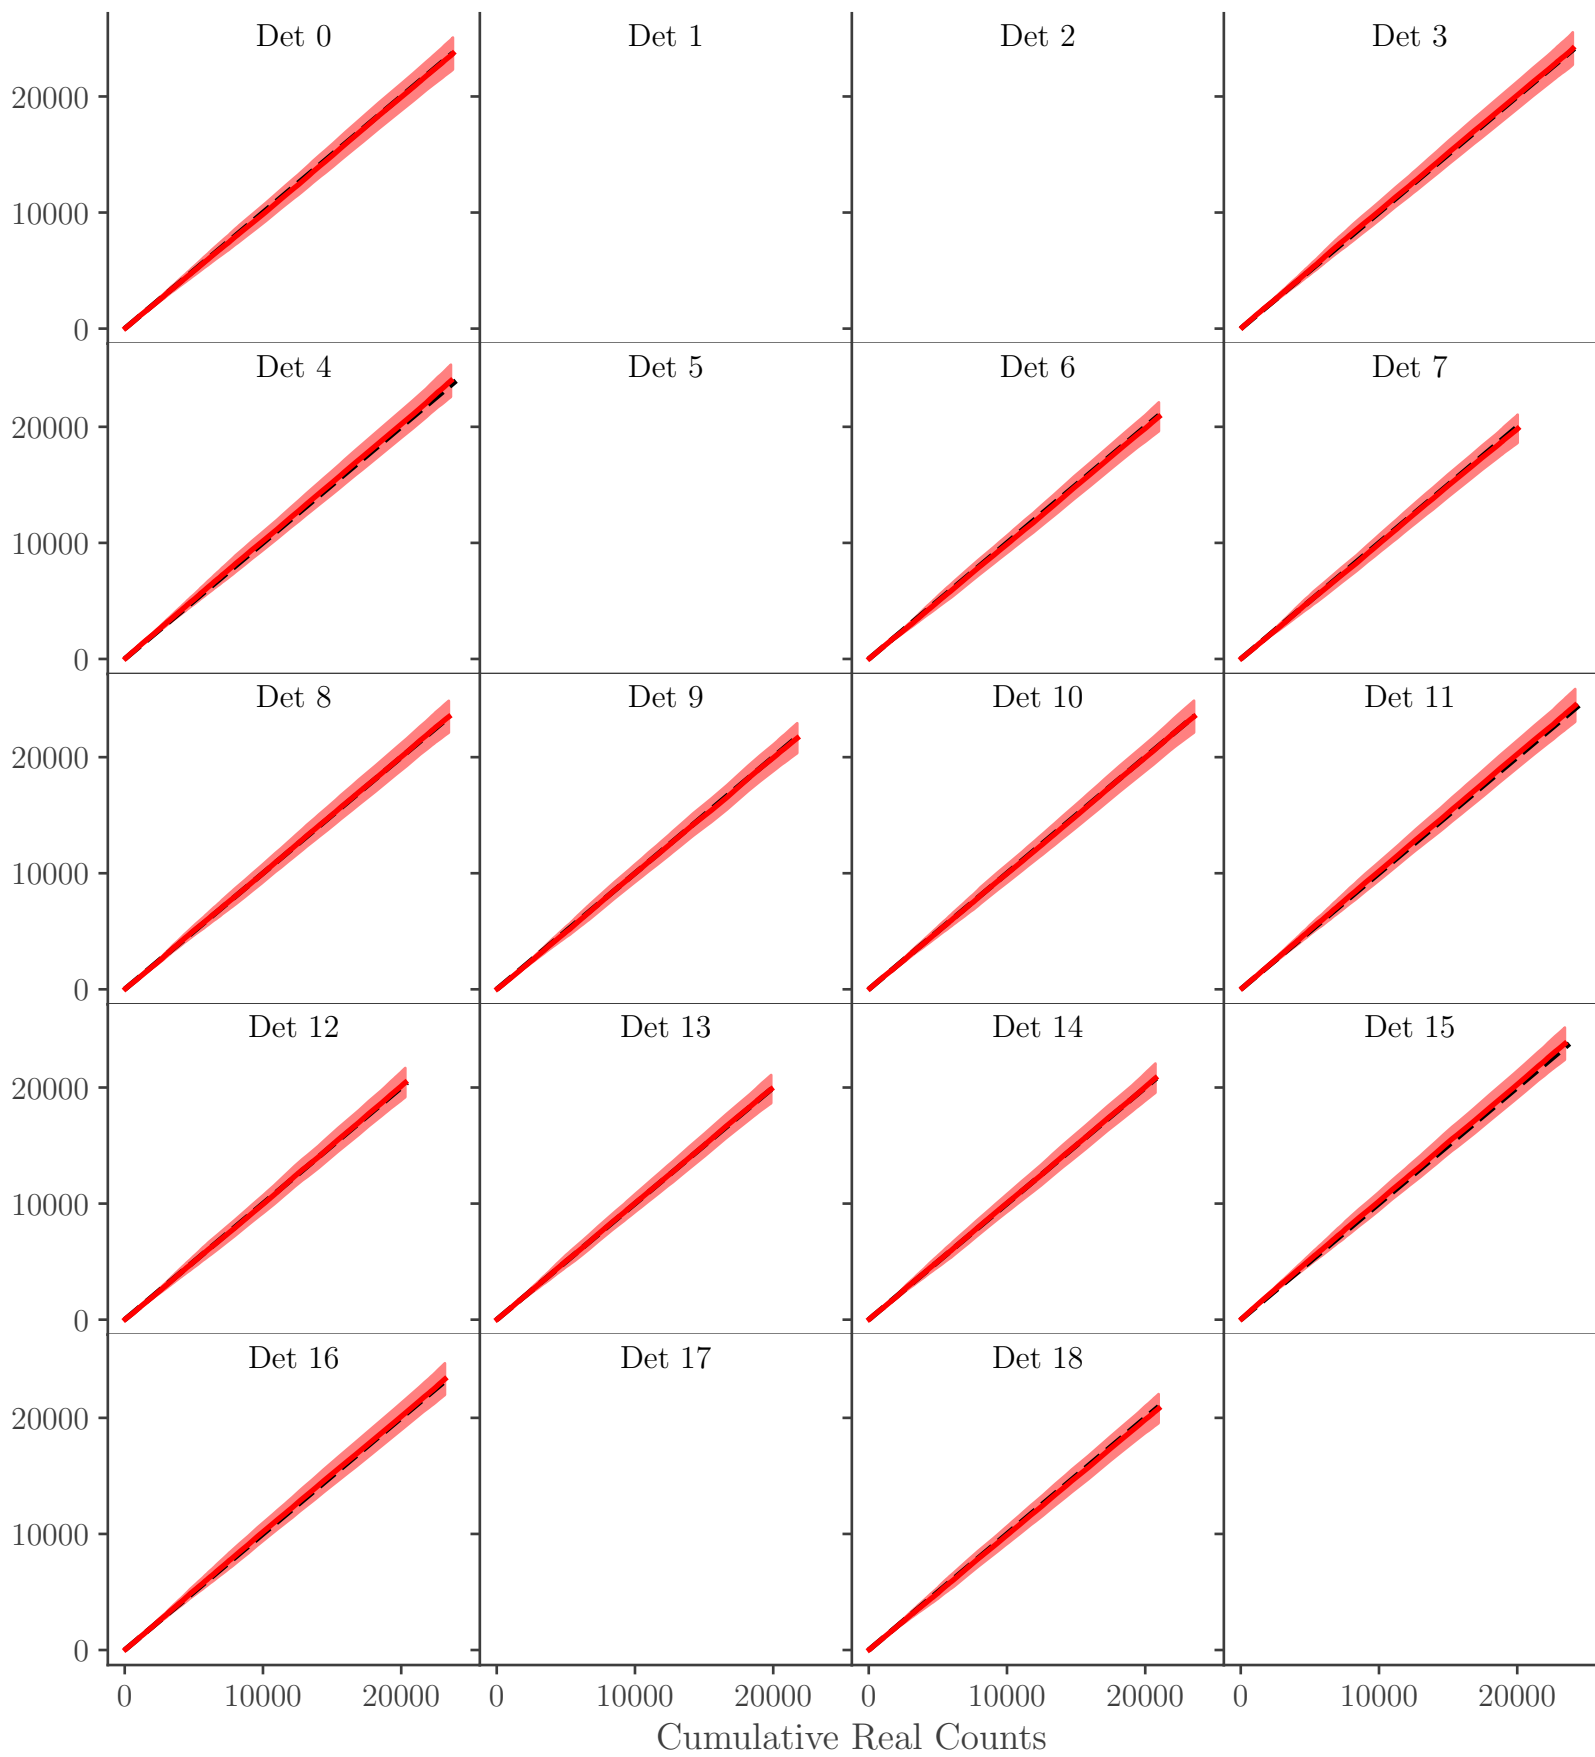 Det 0 Det 1 Det 2 Det 3
20000
10000
0
Det 4 Det 5 Det 6 Det 7
20000
10000
0
Det 8 Det 9 Det 10 Det 11
20000
10000
0
Det 12 Det 13 Det 14 Det 15
20000
10000
0
Det 16 Det 17 Det 18
20000
10000
0
0 10000 20000 0 10000 20000 0 10000 20000 0 10000 20000
Cumulative Real Counts